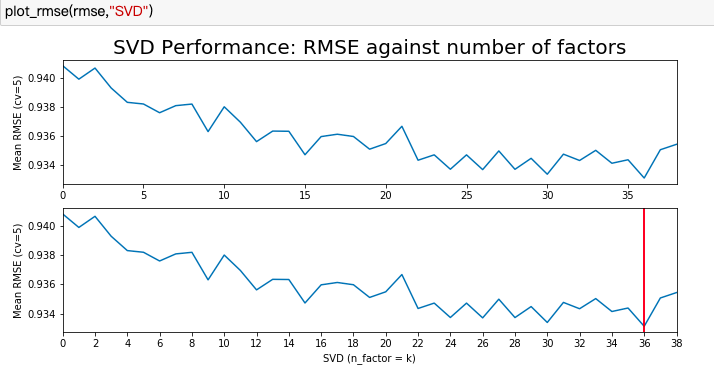 plot_rmse(rmse,"SVD")
SVD Performance: RMSE against number of factors
Mean RMSE (cv=5)
0.940
0.938
0.936
0.934
0 5 10 15 20 25 30 35
Mean RMSE (cv=5)
0.940
0.938
0.936
0.934
0 2 4 6 8 10 12 14 16 18 20 22 24 26 28 30 32 34 36 38
SVD (n_factor = k)